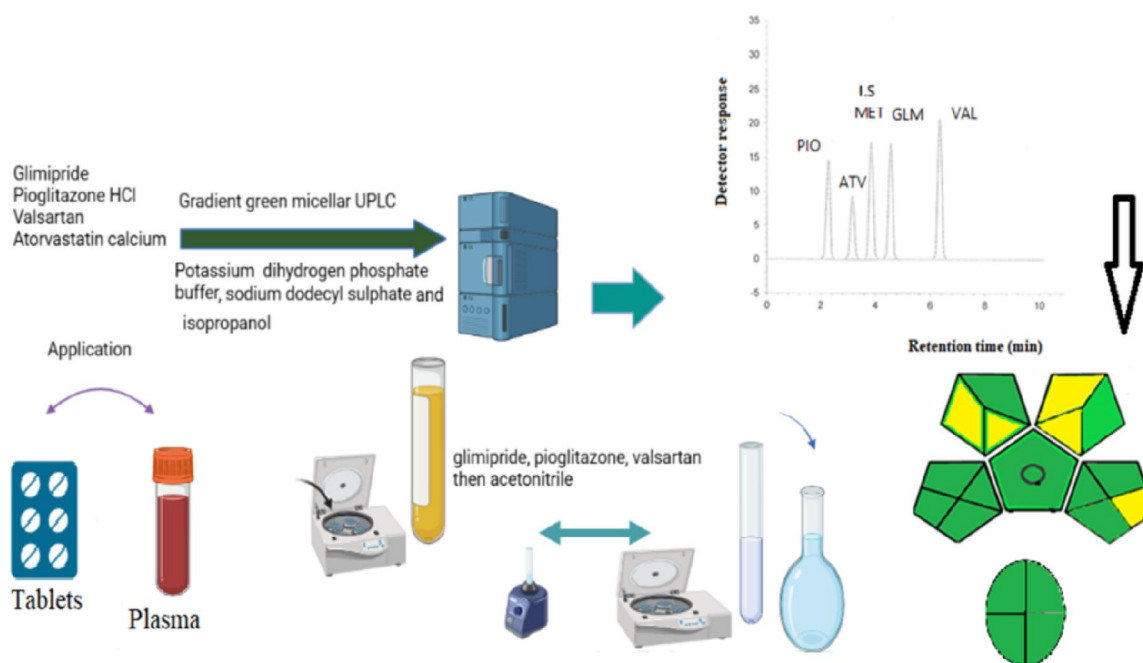 Glimipride
Pioglitazone HCl
Valsartan
Atorvastatin calcium
Gradient green micellar UPLC
Potassium dihydrogen phosphate
buffer, sodium dodecyl sulphate and
isopropanol
Detector response
35
30
25
20
15
10
5
0
-5
PIO
ATV
I.S
MET
GLM
VAL
0
2
4
6
8
10
Retention time (min)
Application
Tablets
Plasma
glimipride, pioglitazone, valsartan
then acetonitrile